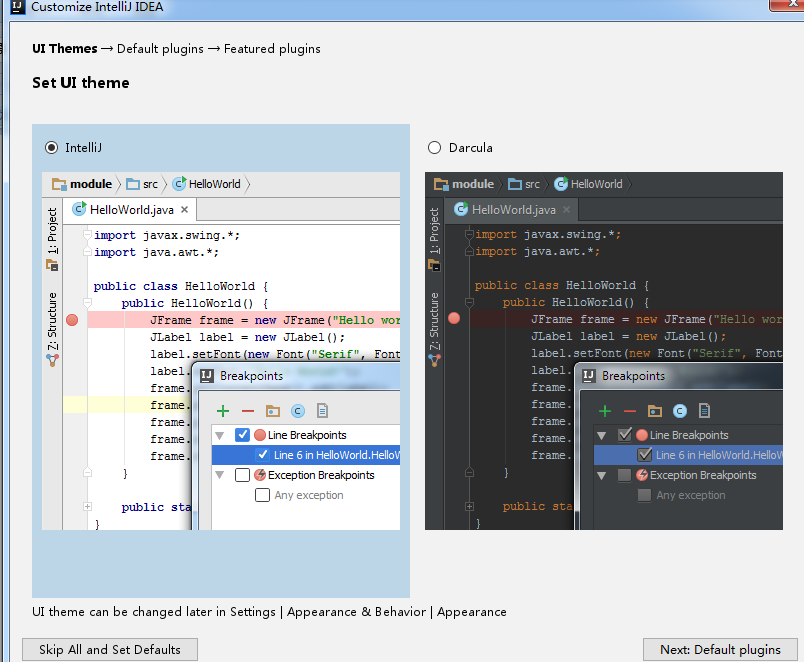 IJ Customize IntelliJ IDEA
UI Themes → Default plugins → Featured plugins
Set UI theme
IntelliJ
module src HelloWorld
HelloWorld.java
1: Project
Z: Structure
import javax.swing.*;
import java.awt.*;
public class HelloWorld {
public HelloWorld() {
JFrame frame = new JFrame("Hello wor
JLabel label = new JLabel();
label.setFont(new Font("Serif", Font
label.
frame.
frame.
frame.
frame.
frame.
}
public sta
}
IJ Breakpoints
Line Breakpoints
Line 6 in HelloWorld.HelloW
Exception Breakpoints
Any exception
Darcula
module src HelloWorld
HelloWorld.java
1: Project
Z: Structure
import javax.swing.*;
import java.awt.*;
public class HelloWorld {
public HelloWorld() {
JFrame frame = new JFrame("Hello wor
JLabel label = new JLabel();
label.setFont(new Font("Serif", Font
label.
frame.
frame.
frame.
frame.
frame.
}
public sta
}
IJ Breakpoints
Line Breakpoints
Line 6 in HelloWorld.HelloW
Exception Breakpoints
Any exception
UI theme can be changed later in Settings | Appearance & Behavior | Appearance
Skip All and Set Defaults
Next: Default plugins